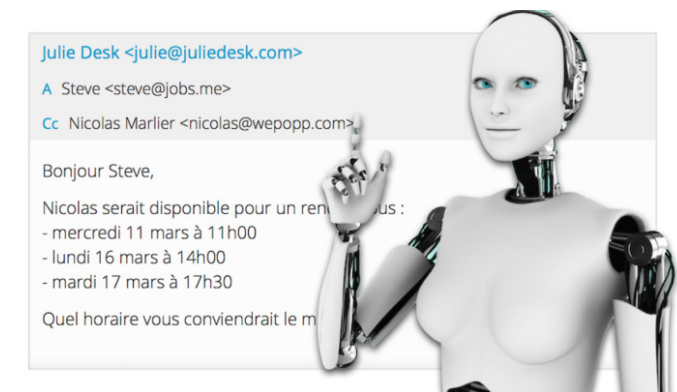 Julie Desk <julie@juliedesk.com>
A Steve <steve@jobs.me>
Cc Nicolas Marlier <nicolas@wepopp.com>
Bonjour Steve,
Nicolas serait disponible pour un :
- mercredi 11 mars à 11h00
- lundi 16 mars à 14h00
- mardi 17 mars à 17h30
Quel horaire vous conviendrait le